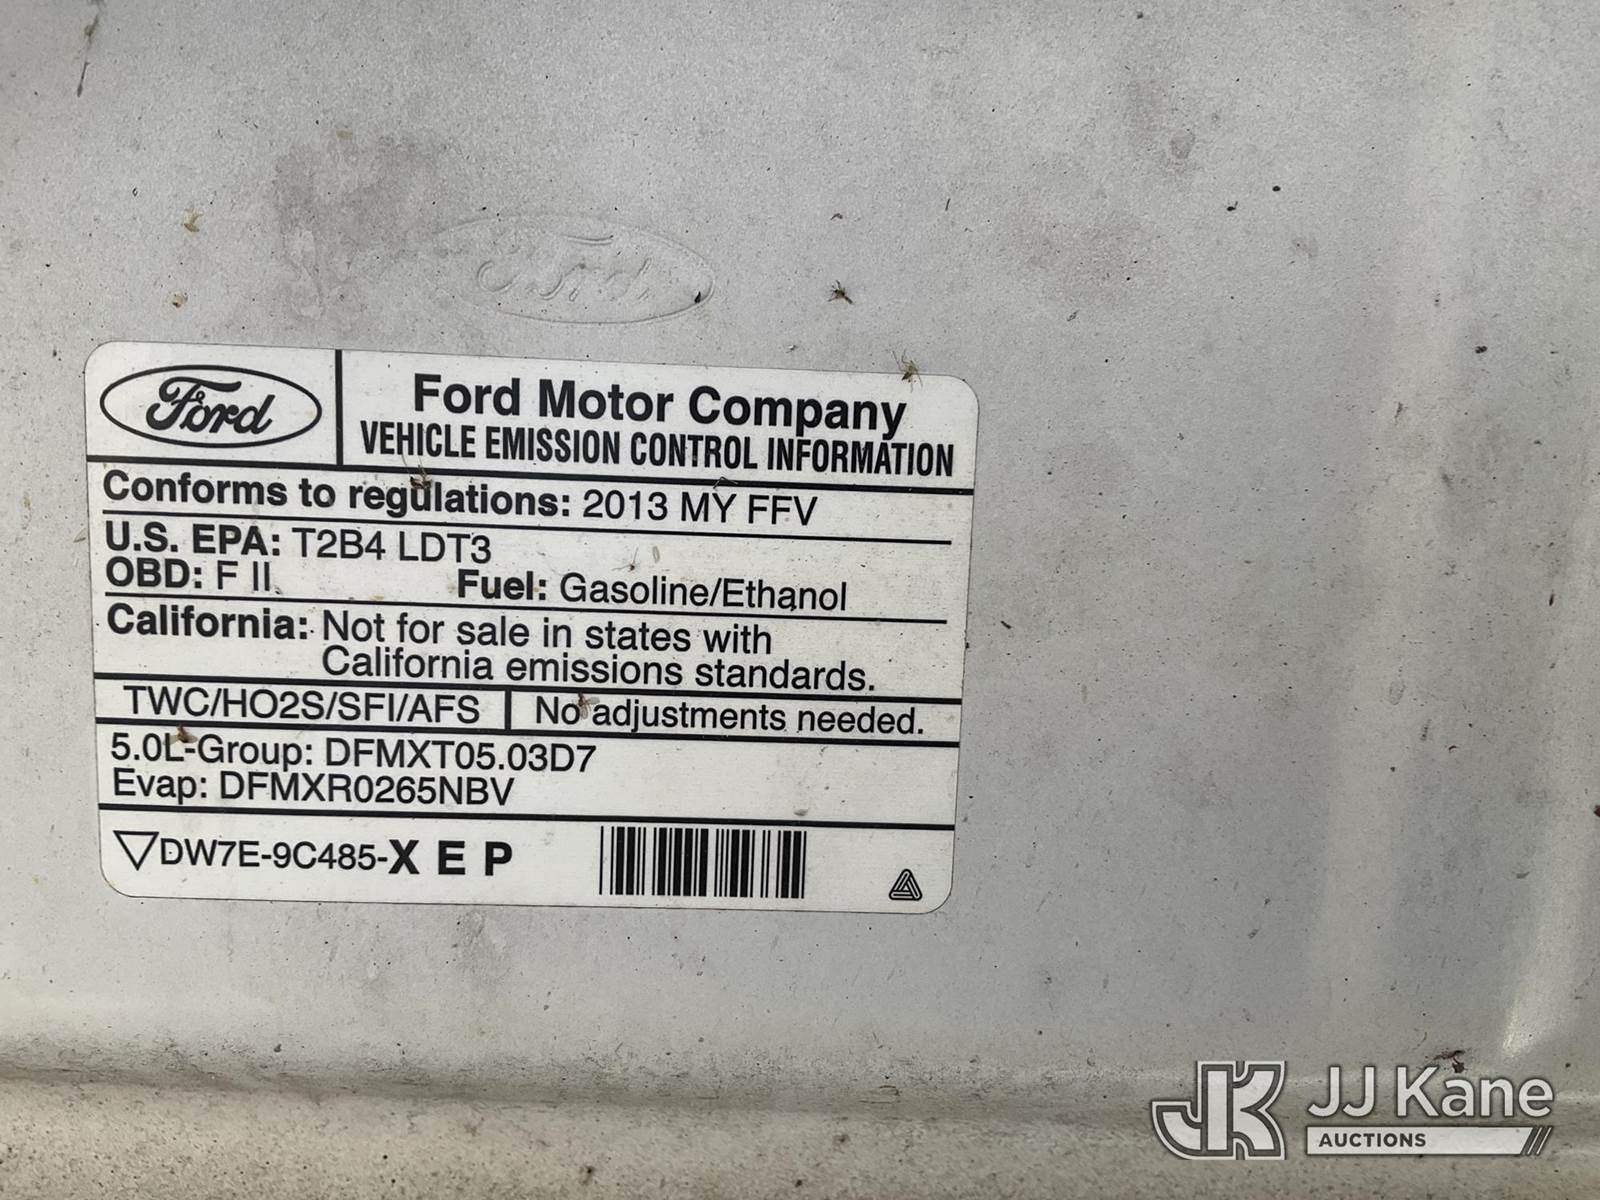 Ford
Ford
Ford Motor Company
VEHICLE EMISSION CONTROL INFORMATION
Conforms to regulations: 2013 MY FFV
U.S. EPA: T2B4 LDT3
OBD: F II Fuel: Gasoline/Ethanol
California: Not for sale in states with
California emissions standards.
TWC/HO2S/SFI/AFS No adjustments needed.
5.0L-Group: DFMXT05.03D7
Evap: DFMXR0265NBV
DW7E-9C485-X E P
JK JJ Kane
AUCTIONS